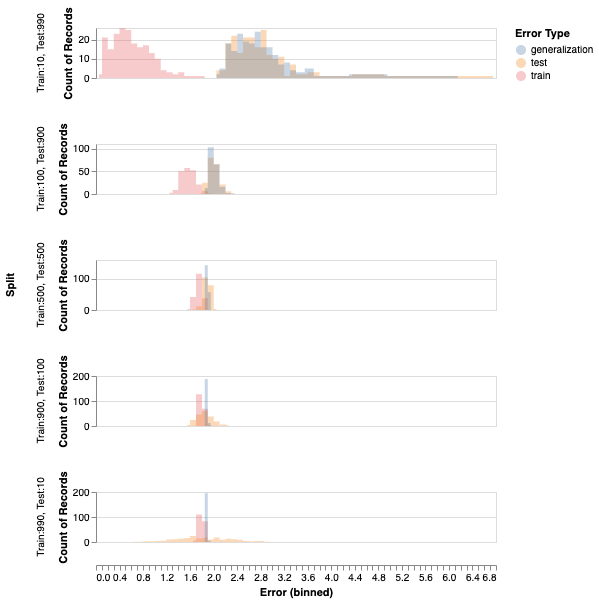 Error Type
generalization
test
train
Split
Train:10, Test:990
Count of Records
20
10
0
Train:100, Test:900
Count of Records
100
50
0
Train:500, Test:500
Count of Records
100
0
Train:900, Test:100
Count of Records
200
100
0
Train:990, Test:10
Count of Records
200
100
0
0.0 0.4 0.8 1.2 1.6 2.0 2.4 2.8 3.2 3.6 4.0 4.4 4.8 5.2 5.6 6.0 6.4 6.8
Error (binned)